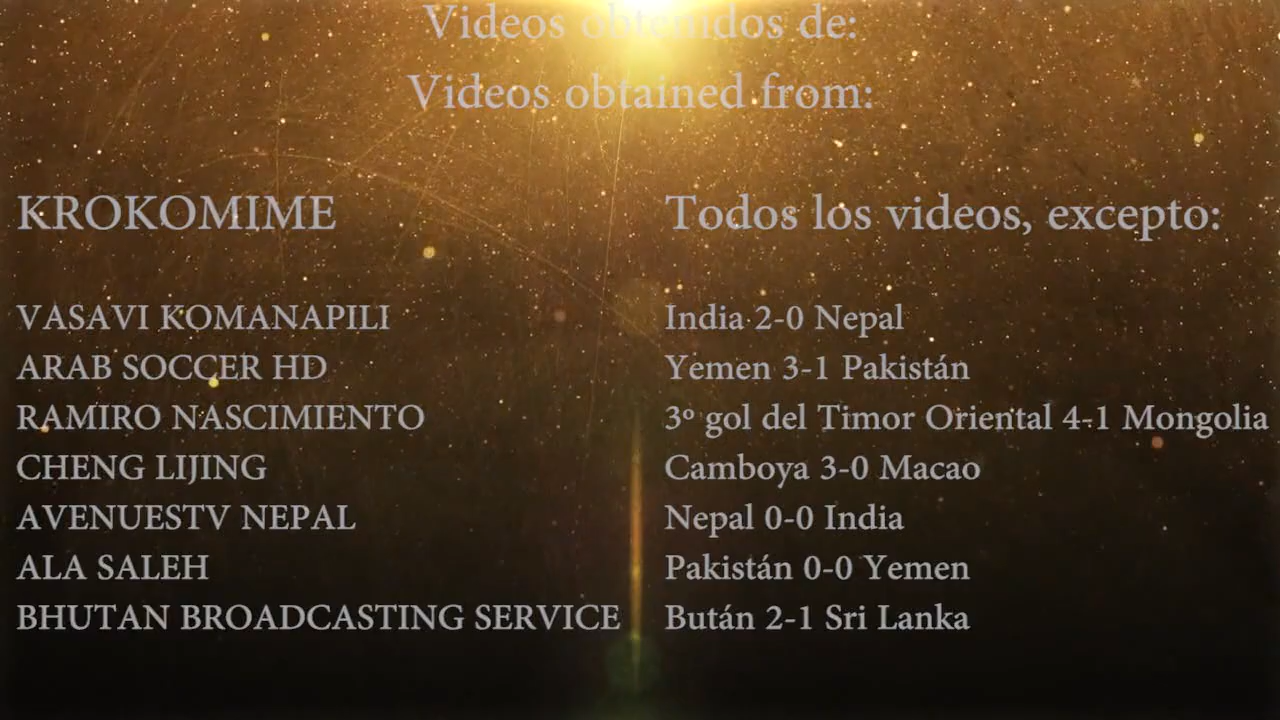 Videos obtenidos de:
Videos obtained from:
KROKOMIME Todos los videos, excepto:
VASAVI KOMANAPILI India 2-0 Nepal
ARAB SOCCER HD Yemen 3-1 Pakistán
RAMIRO NASCIMIENTO 3º gol del Timor Oriental 4-1 Mongolia
CHENG LIJING Camboya 3-0 Macao
AVENUESTV NEPAL Nepal 0-0 India
ALA SALEH Pakistán 0-0 Yemen
BHUTAN BROADCASTING SERVICE Bután 2-1 Sri Lanka